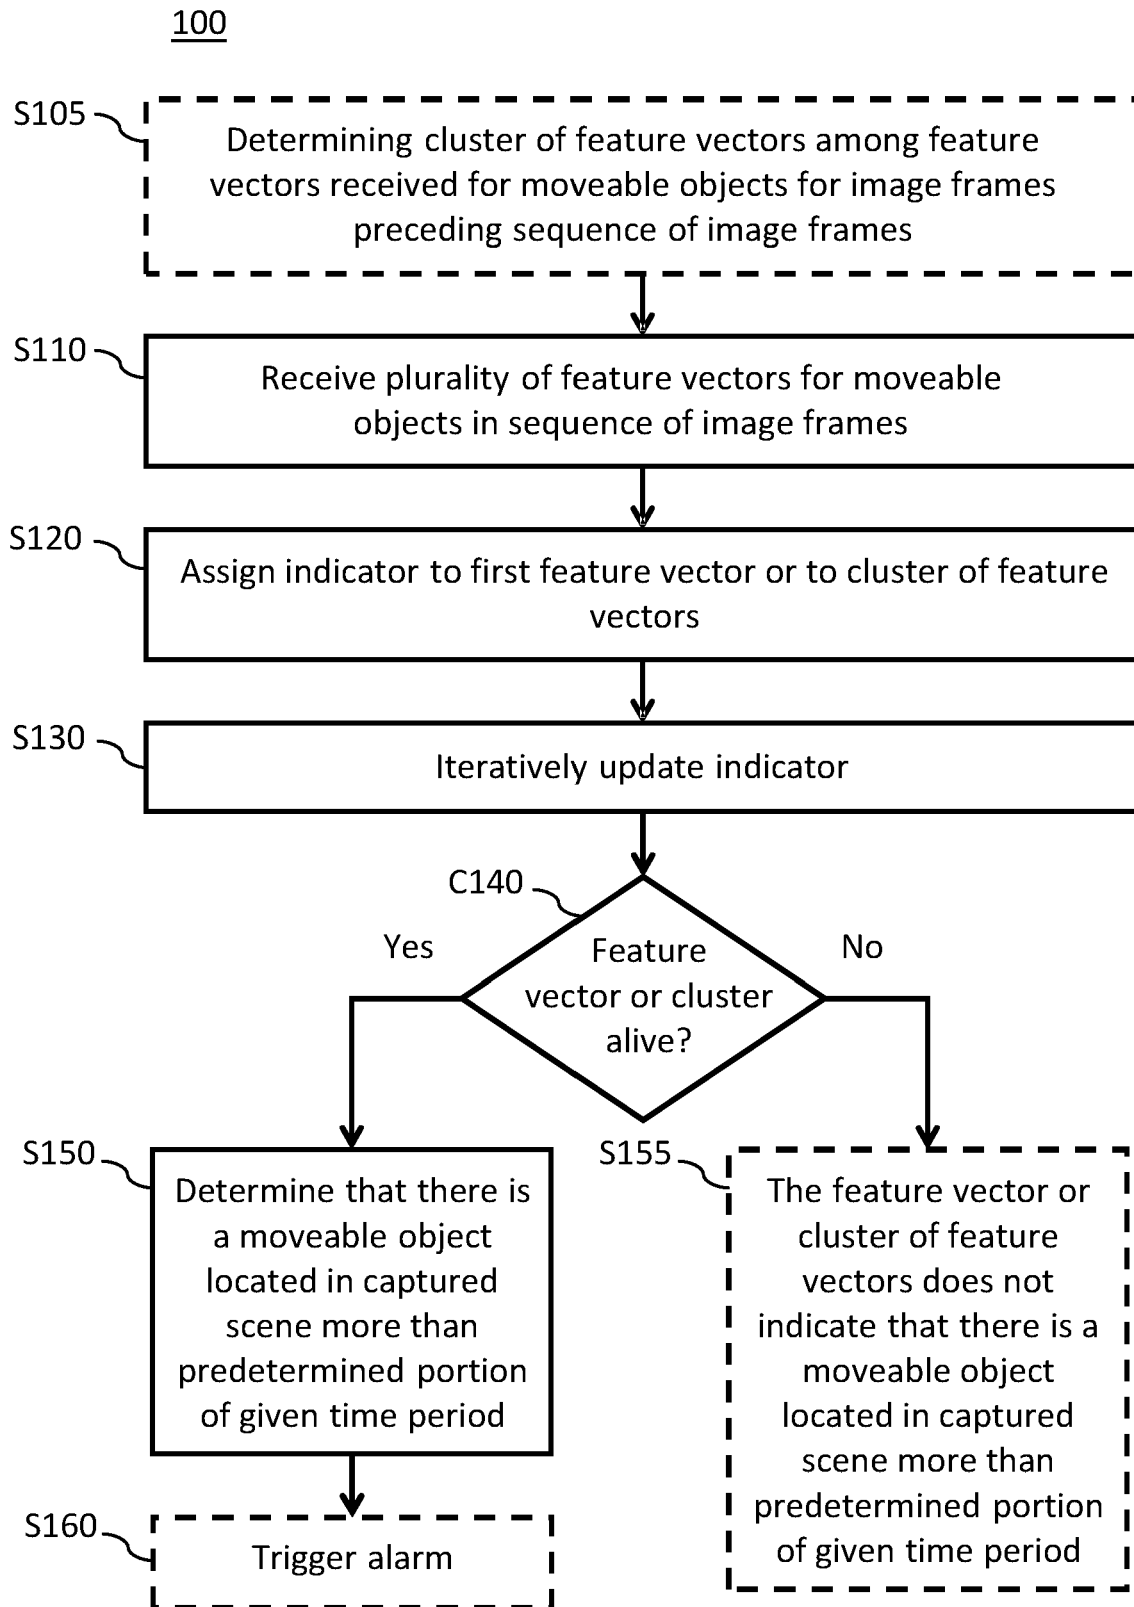 100
S105
Determining cluster of feature vectors among feature
vectors received for moveable objects for image frames
preceding sequence of image frames
S110
Receive plurality of feature vectors for moveable
objects in sequence of image frames
S120
Assign indicator to first feature vector or to cluster of feature
vectors
S130
Iteratively update indicator
C140
Yes
No
Feature
vector or cluster
alive?
S150
Determine that there is
a moveable object
located in captured
scene more than
predetermined portion
of given time period
S155
The feature vector or
cluster of feature
vectors does not
indicate that there is a
moveable object
located in captured
scene more than
predetermined portion
of given time period
S160
Trigger alarm